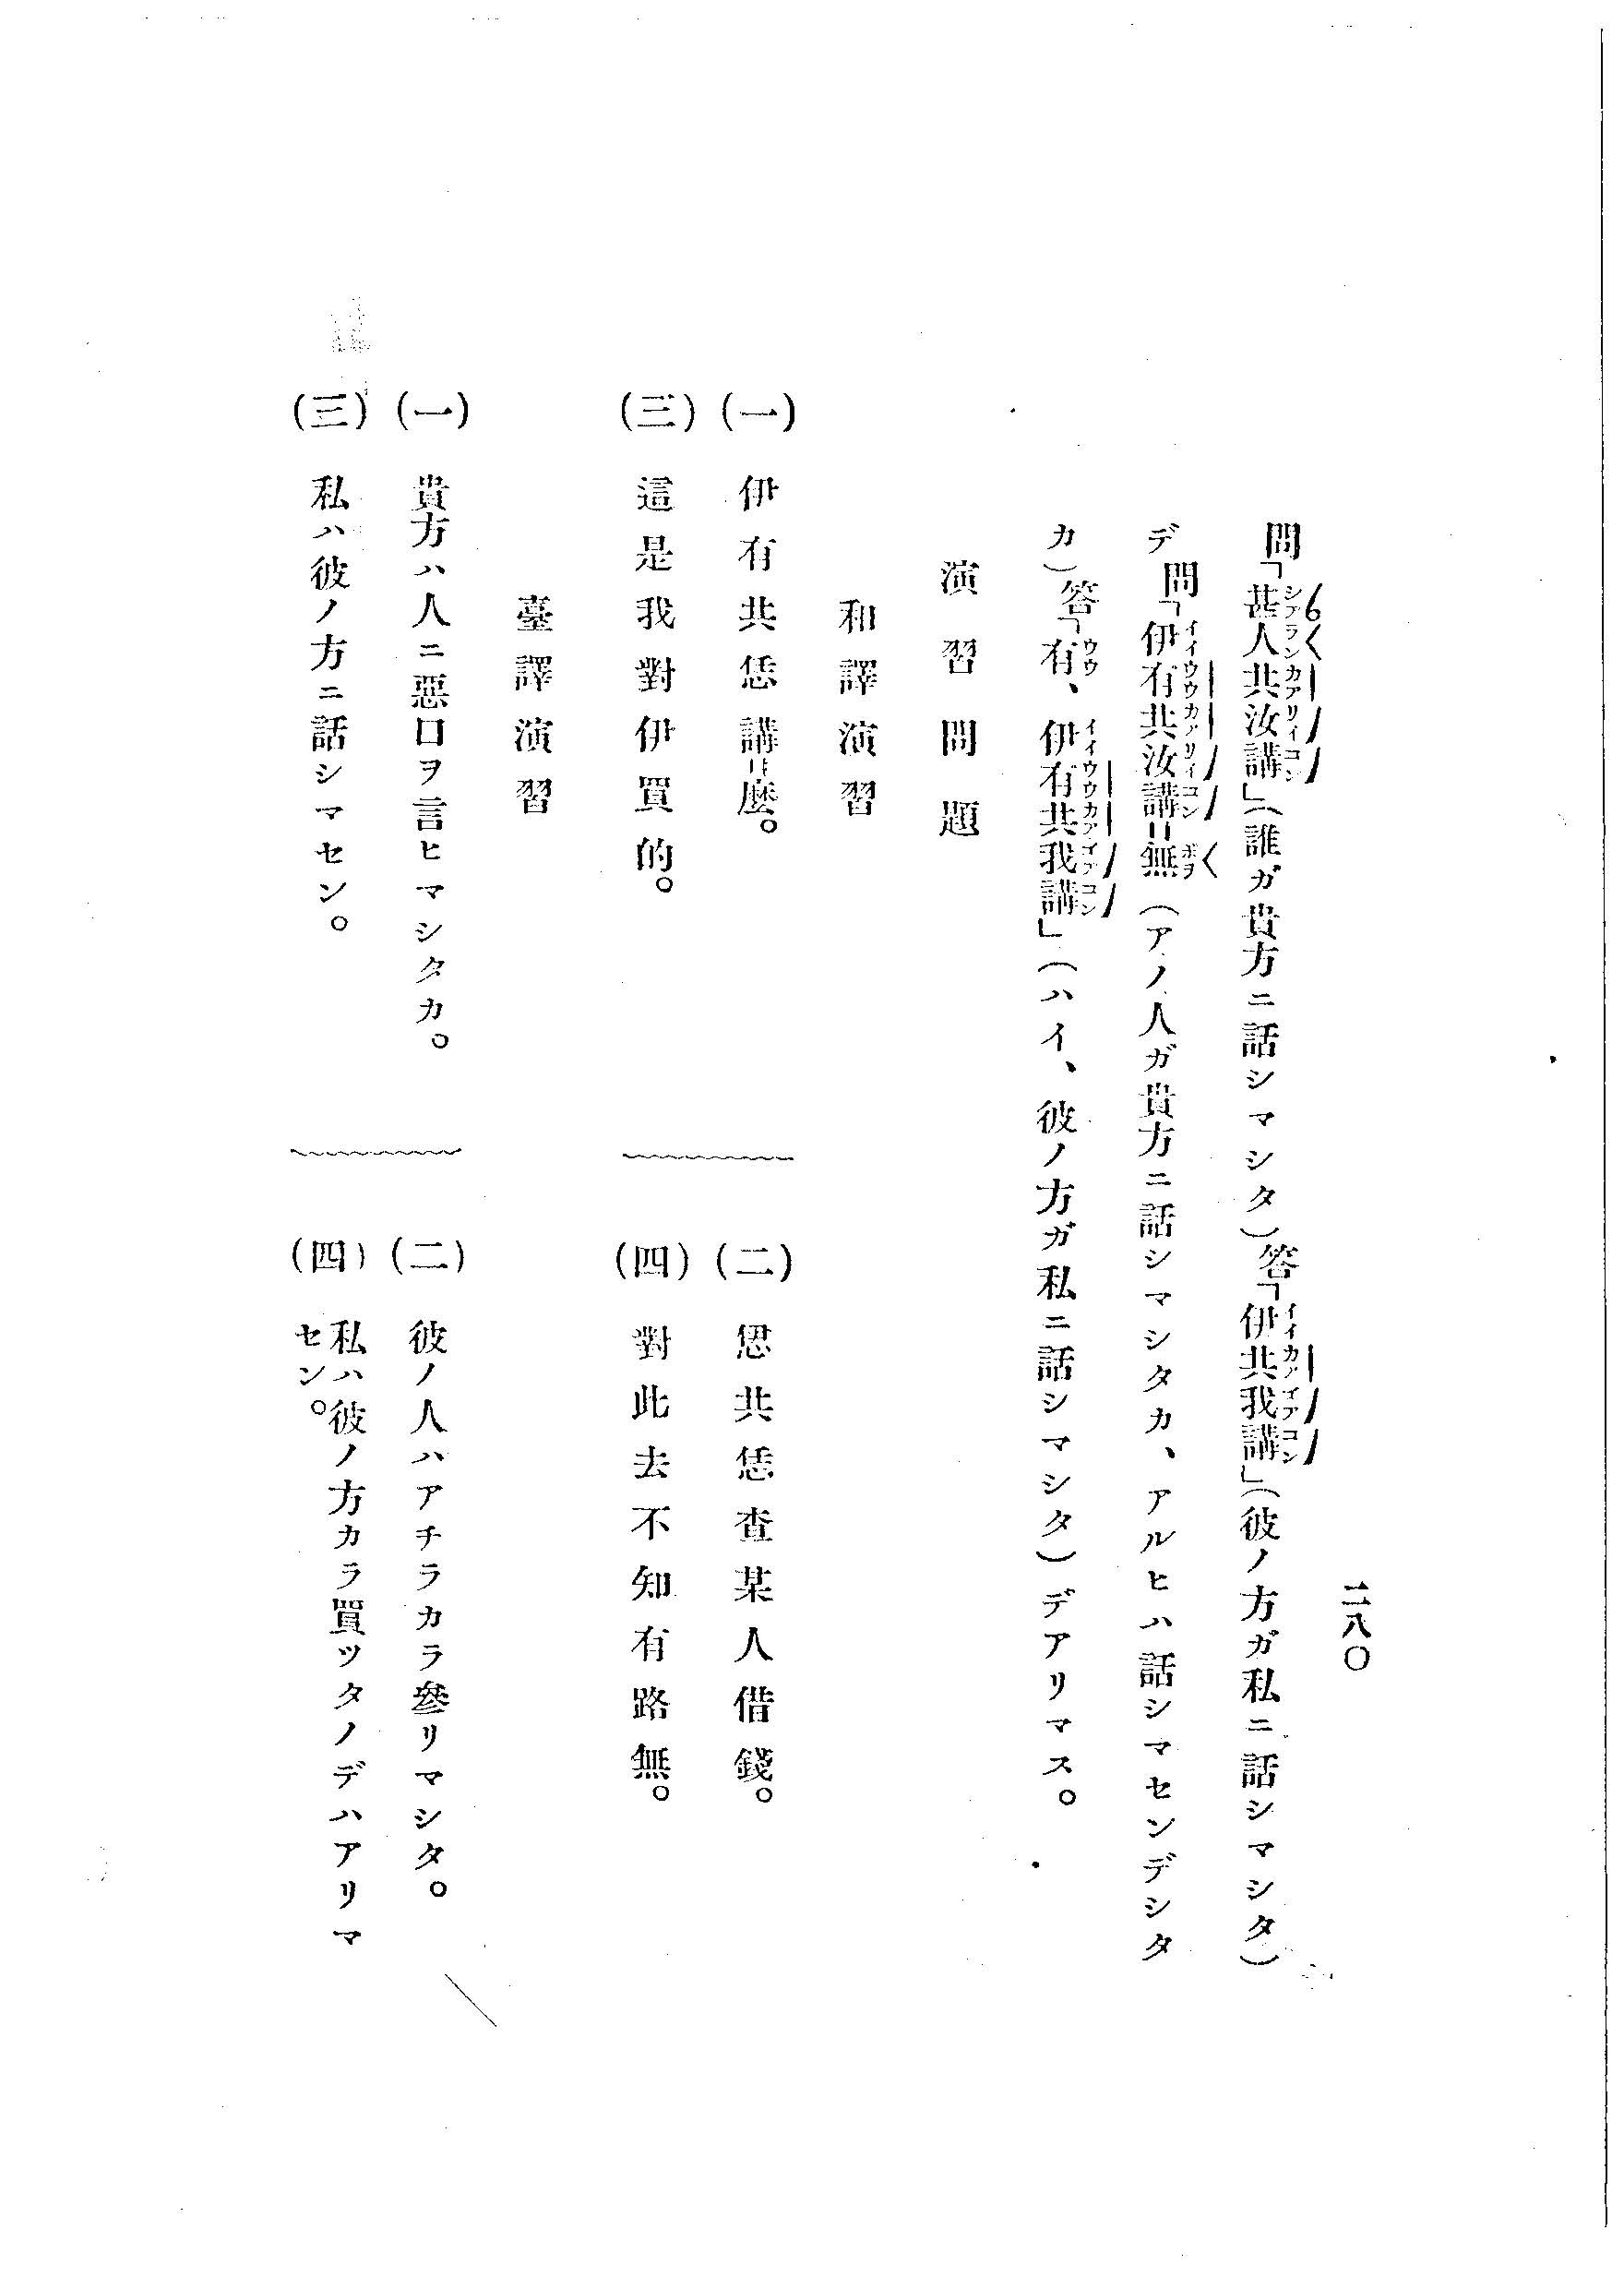 二八〇
問「甚人共汝講」(誰ガ貴方ニ話シマシタ)答「伊共我講」(彼ノ方ガ私ニ話シマシタ)
デ問「伊有共汝講〓無(アノ人ガ貴方ニ話シマシタカ、アルヒハ話シマセンデシタ
カ)答「有、伊有共我講」(ハイ、彼ノ方ガ私ニ話シマシタ)デアリマス。
演習問題
和譯演習
(一) 伊有共恁講麽。
(二) 恩共恁查某人借錢。
(三) 這是我對伊買的。
(四) 對此去不知有路無。
臺譯演習
(一) 貴方ハ人ニ惡口ヲ言ヒマシタカ。
(二) 彼ノ人ハアチラカラ參リマシタ。
(三) 私ハ彼ノ方ニ話シマセン。
(四) 私ハ彼ノ方カラ買ツタノデハアリマ
セン。